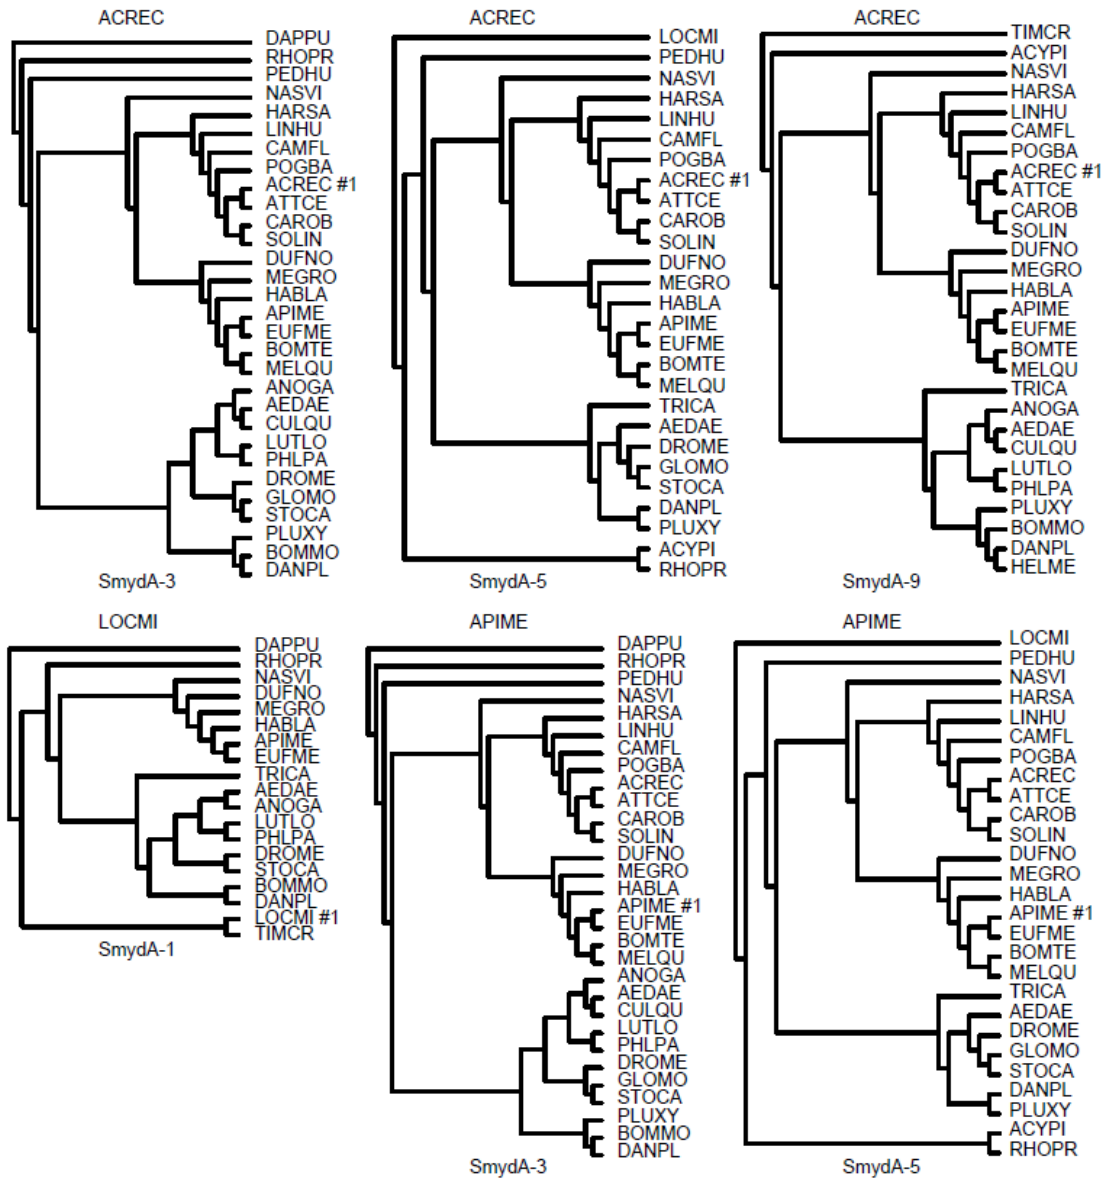 ACREC
DAPPU
RHOPR
PEDHU
NASVI
HARSA
LINHU
CAMFL
POGBA
ACREC #1
ATTCE
CAROB
SOLIN
DUFNO
MEGRO
HABLA
APIME
EUFME
BOMTE
MELQU
ANOGA
AEDAE
CULQU
LUTLO
PHLPA
DROME
GLOMO
STOCA
PLUXY
BOMMO
DANPL
SmydA-3
ACREC
LOCMI
PEDHU
NASVI
HARSA
LINHU
CAMFL
POGBA
ACREC #1
ATTCE
CAROB
SOLIN
DUFNO
MEGRO
HABLA
APIME
EUFME
BOMTE
MELQU
TRICA
AEDAE
DROME
GLOMO
STOCA
DANPL
PLUXY
ACYPI
RHOPR
SmydA-5
ACREC
TIMCR
ACYPI
NASVI
HARSA
LINHU
CAMFL
POGBA
ACREC #1
ATTCE
CAROB
SOLIN
DUFNO
MEGRO
HABLA
APIME
EUFME
BOMTE
MELQU
TRICA
ANOGA
AEDAE
CULQU
LUTLO
PHLPA
PLUXY
BOMMO
DANPL
HELME
SmydA-9
LOCMI
DAPPU
RHOPR
NASVI
DUFNO
MEGRO
HABLA
APIME
EUFME
TRICA
AEDAE
ANOGA
LUTLO
PHLPA
DROME
STOCA
BOMMO
DANPL
LOCMI #1
TIMCR
SmydA-1
APIME
DAPPU
RHOPR
PEDHU
NASVI
HARSA
LINHU
CAMFL
POGBA
ACREC
ATTCE
CAROB
SOLIN
DUFNO
MEGRO
HABLA
APIME #1
EUFME
BOMTE
MELQU
ANOGA
AEDAE
CULQU
LUTLO
PHLPA
DROME
GLOMO
STOCA
PLUXY
BOMMO
DANPL
SmydA-3
APIME
LOCMI
PEDHU
NASVI
HARSA
LINHU
CAMFL
POGBA
ACREC
ATTCE
CAROB
SOLIN
DUFNO
MEGRO
HABLA
APIME #1
EUFME
BOMTE
MELQU
TRICA
AEDAE
DROME
GLOMO
STOCA
DANPL
PLUXY
ACYPI
RHOPR
SmydA-5